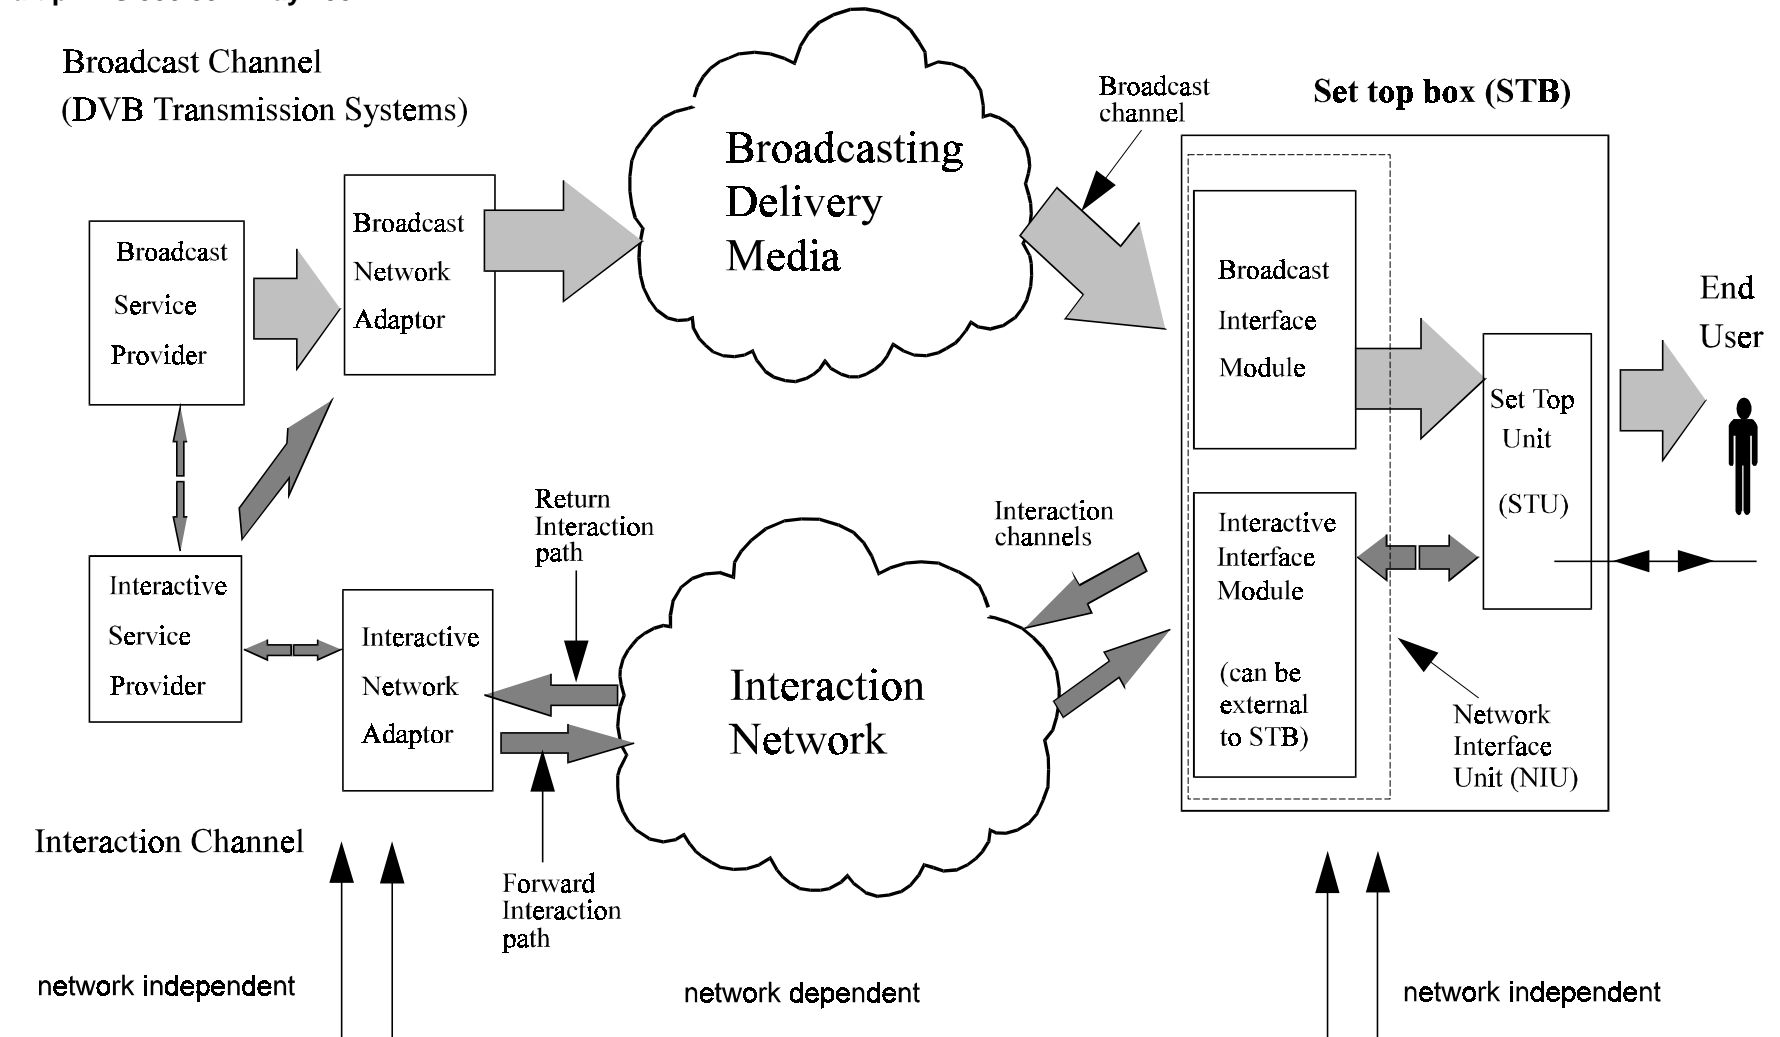 Broadcast Channel
(DVB Transmission Systems)
Broadcast
channel
Set top box (STB)
Broadcasting
Delivery
Media
Broadcast
Network
Adaptor
Broadcast
Service
Provider
Broadcast
Interface
Module
End
User
Set Top
Unit
(STU)
Return
Interaction
path
Interaction
channels
Interactive
Interface
Module
(can be
external
to STB)
Interactive
Service
Provider
Interactive
Network
Adaptor
Interaction
Network
Network
Interface
Unit (NIU)
Interaction Channel
Forward
Interaction
path
network independent
network dependent
network independent